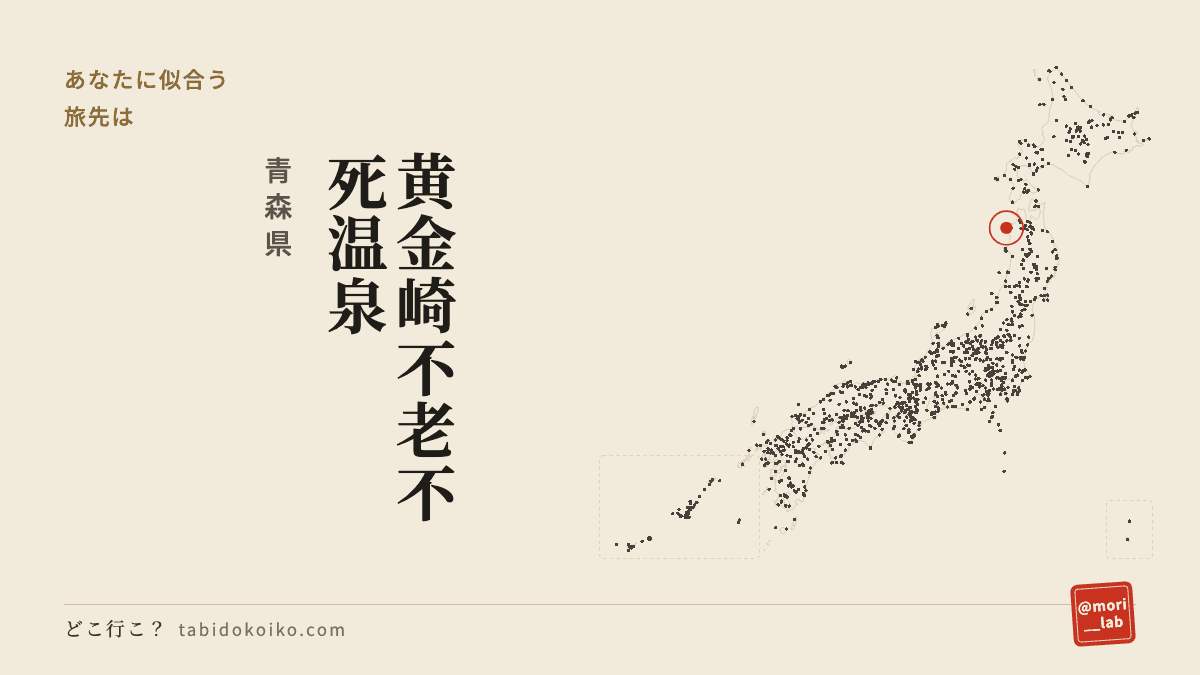 あなたに似合う
旅先は
黄金崎不老不
死温泉
青森県
どこ行こ？ tabidokoiko.com
@mori
__lab